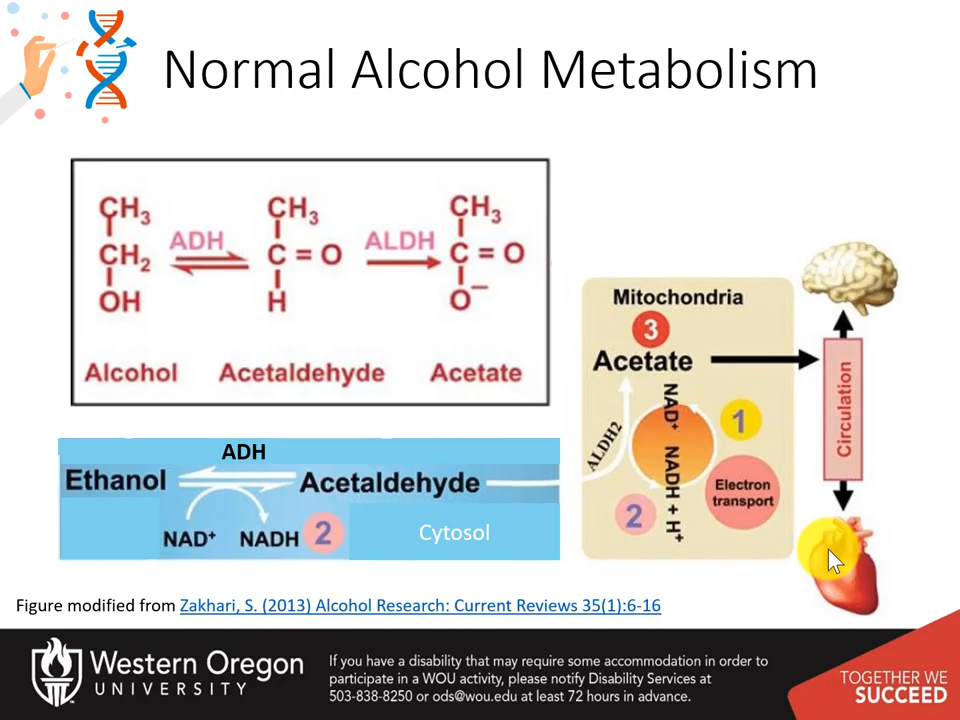 Normal Alcohol Metabolism
CH3 CH3 CH3
ADH ALDH
CH2 C = O C = O
OH H O−
Alcohol Acetaldehyde Acetate
Mitochondria
3
Acetate
NAD+
ALDH2
1
NADH + H+
2
Electron
transport
Circulation
ADH
Ethanol Acetaldehyde
NAD+ NADH 2
Cytosol
Figure modified from Zakhari, S. (2013) Alcohol Research: Current Reviews 35(1):6-16
Western Oregon
UNIVERSITY
If you have a disability that may require some accommodation in order to
participate in a WOU activity, please notify Disability Services at
503-838-8250 or ods@wou.edu at least 72 hours in advance.
TOGETHER WE
SUCCEED